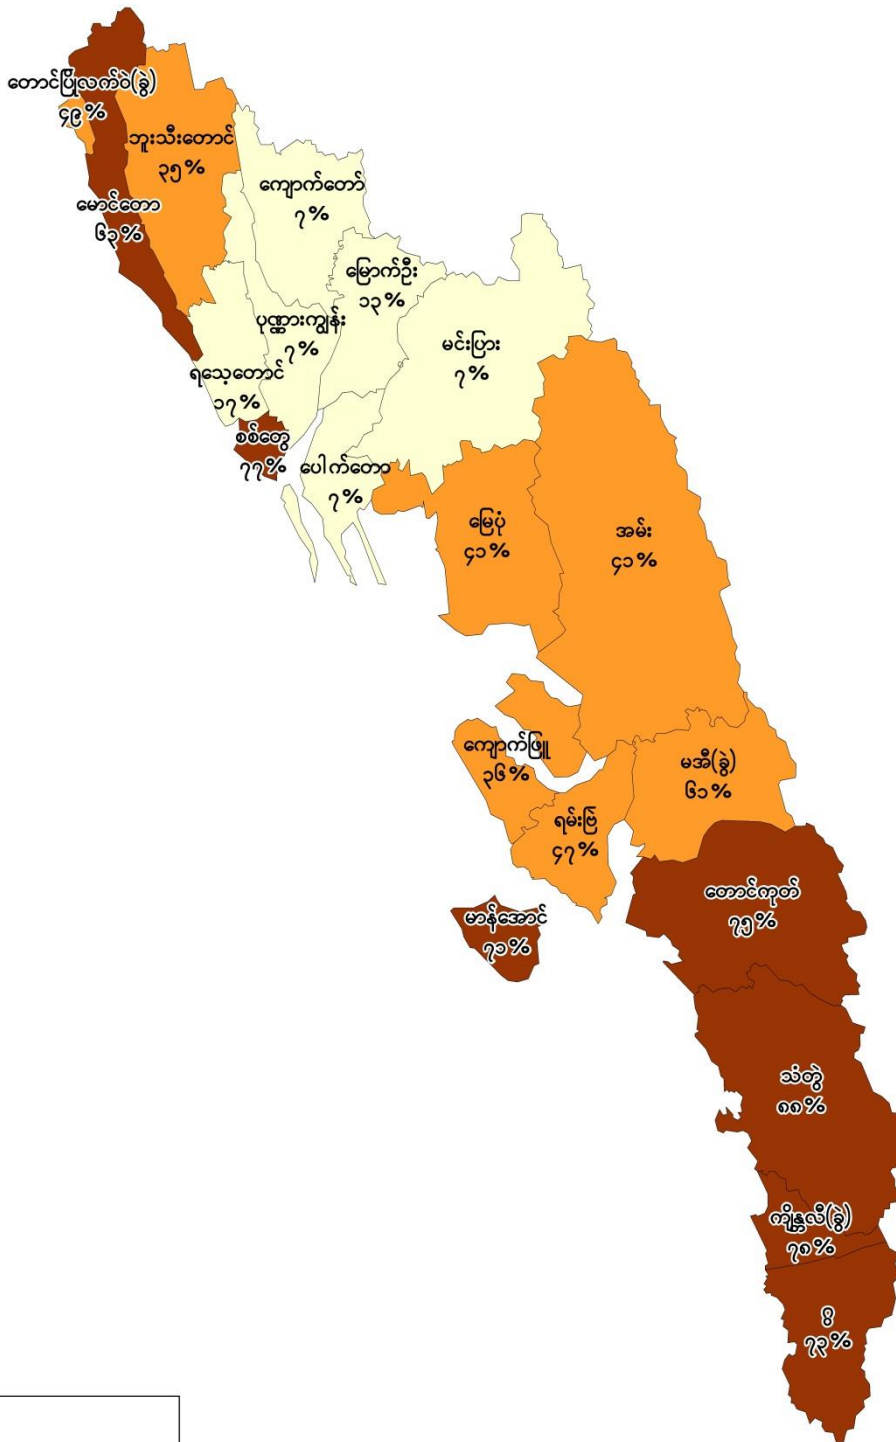 တောင်ပြိုလက်ဝဲ(ခွဲ)
၄၉%
ဘူးသီးတောင်
၃၅%
မောင်တော
၆၃%
ကျောက်တော်
၇%
မြောက်ဦး
၁၃%
ပုဏ္ဏားကျွန်း
၇%
မင်းပြား
၇%
ရသေ့တောင်
၁၇%
စစ်တွေ
၇၇%
ပေါက်တော
၇%
မြေပုံ
၄၁%
အမ်း
၄၁%
ကျောက်ဖြူ
၃၆%
မအီ(ခွဲ)
၆၁%
ရမ်းဗြဲ
၄၇%
တောင်ကုတ်
၇၅%
မာန်အောင်
၇၁%
သံတွဲ
၈၈%
ကျိန္တလီ(ခွဲ)
၇၈%
ဂွ
၇၃%